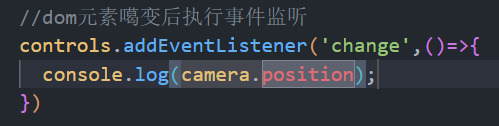 //dom元素噶变后执行事件监听
controls.addEventListener('change',()=>{
  console.log(camera.position);
})